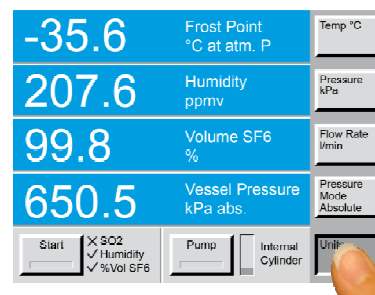 -35.6
Frost Point
°C at atm. P
Temp °C
207.6
Humidity
ppmv
Pressure
kPa
99.8
Volume SF6
%
Flow Rate
l/min
650.5
Vessel Pressure
kPa abs.
Pressure
Mode
Absolute
Start
SO2
Humidity
%Vol SF6
Pump
Internal
Cylinder